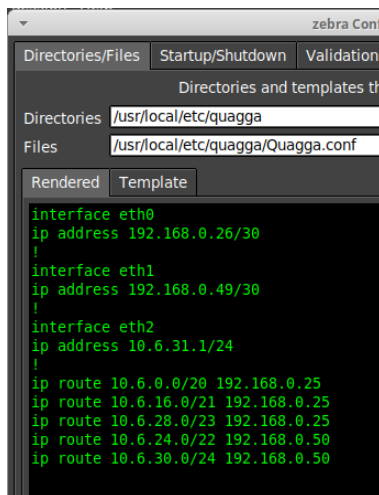 zebra Conf
Directories/Files Startup/Shutdown Validation
Directories and templates th
Directories /usr/local/etc/quagga
Files /usr/local/etc/quagga/Quagga.conf
Rendered Template
interface eth0
ip address 192.168.0.26/30
!
interface eth1
ip address 192.168.0.49/30
!
interface eth2
ip address 10.6.31.1/24
!
ip route 10.6.0.0/20 192.168.0.25
ip route 10.6.16.0/21 192.168.0.25
ip route 10.6.28.0/23 192.168.0.25
ip route 10.6.24.0/22 192.168.0.50
ip route 10.6.30.0/24 192.168.0.50